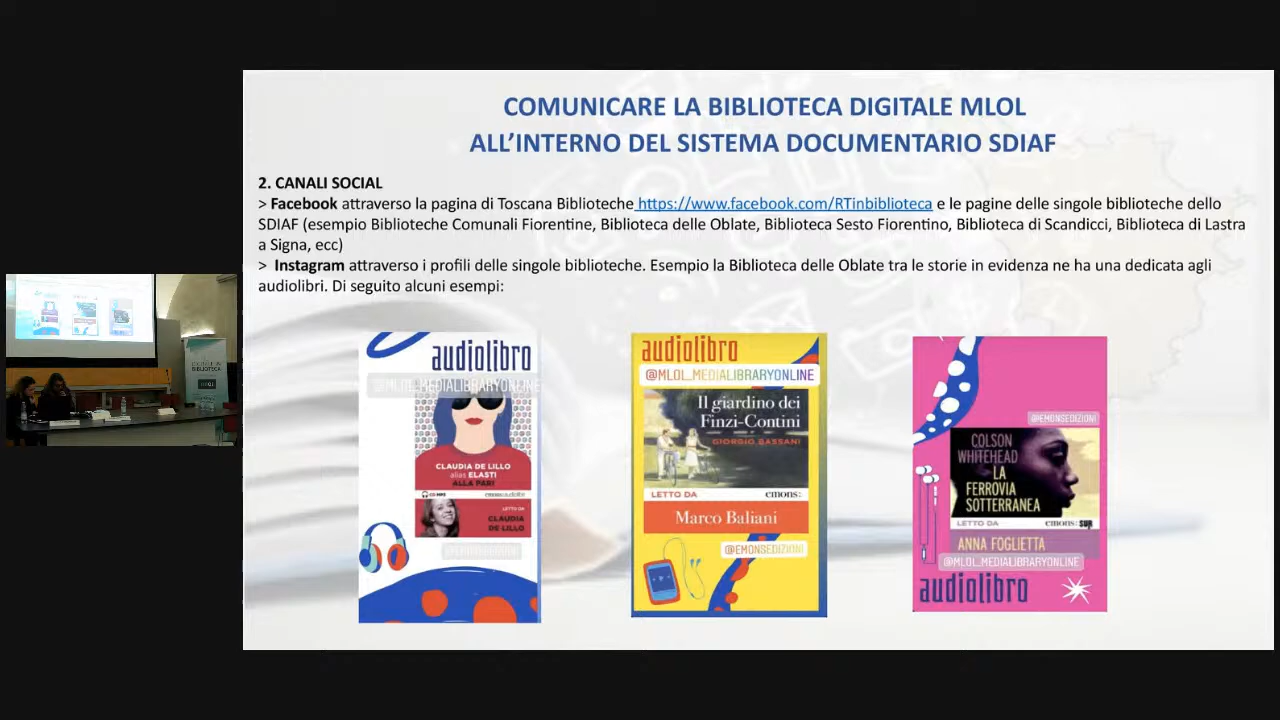 COMUNICARE LA BIBLIOTECA DIGITALE MLOL
ALL'INTERNO DEL SISTEMA DOCUMENTARIO SDIAF
2. CANALI SOCIAL
> Facebook attraverso la pagina di Toscana Biblioteche https://www.facebook.com/RTinbiblioteca e le pagine delle singole biblioteche dello
SDIAF (esempio Biblioteche Comunali Fiorentine, Biblioteca delle Oblate, Biblioteca Sesto Fiorentino, Biblioteca di Scandicci, Biblioteca di Lastra
a Signa, ecc)
> Instagram attraverso i profili delle singole biblioteche. Esempio la Biblioteca delle Oblate tra le storie in evidenza ne ha una dedicata agli
audiolibri. Di seguito alcuni esempi:
audiolibro
@MLOL_MEDIALIBRARYONLINE
CLAUDIA DE LILLO
alias ELASTI
ALLA PARI
CD MP3
LETTO DA
CLAUDIA
DE LILLO
audiolibro
@MLOL_MEDIALIBRARYONLINE
Il giardino dei
Finzi-Contini
GIORGIO BASSANI
LETTO DA emons:
Marco Baliani
@EMONSEDIZIONI
@EMONSEDIZIONI
COLSON
WHITEHEAD
LA
FERROVIA
SOTTERRANEA
LETTO DA emons: SUR
ANNA FOGLIETTA
@MLOL_MEDIALIBRARYONLINE
audiolibro
BIBLIOTECA